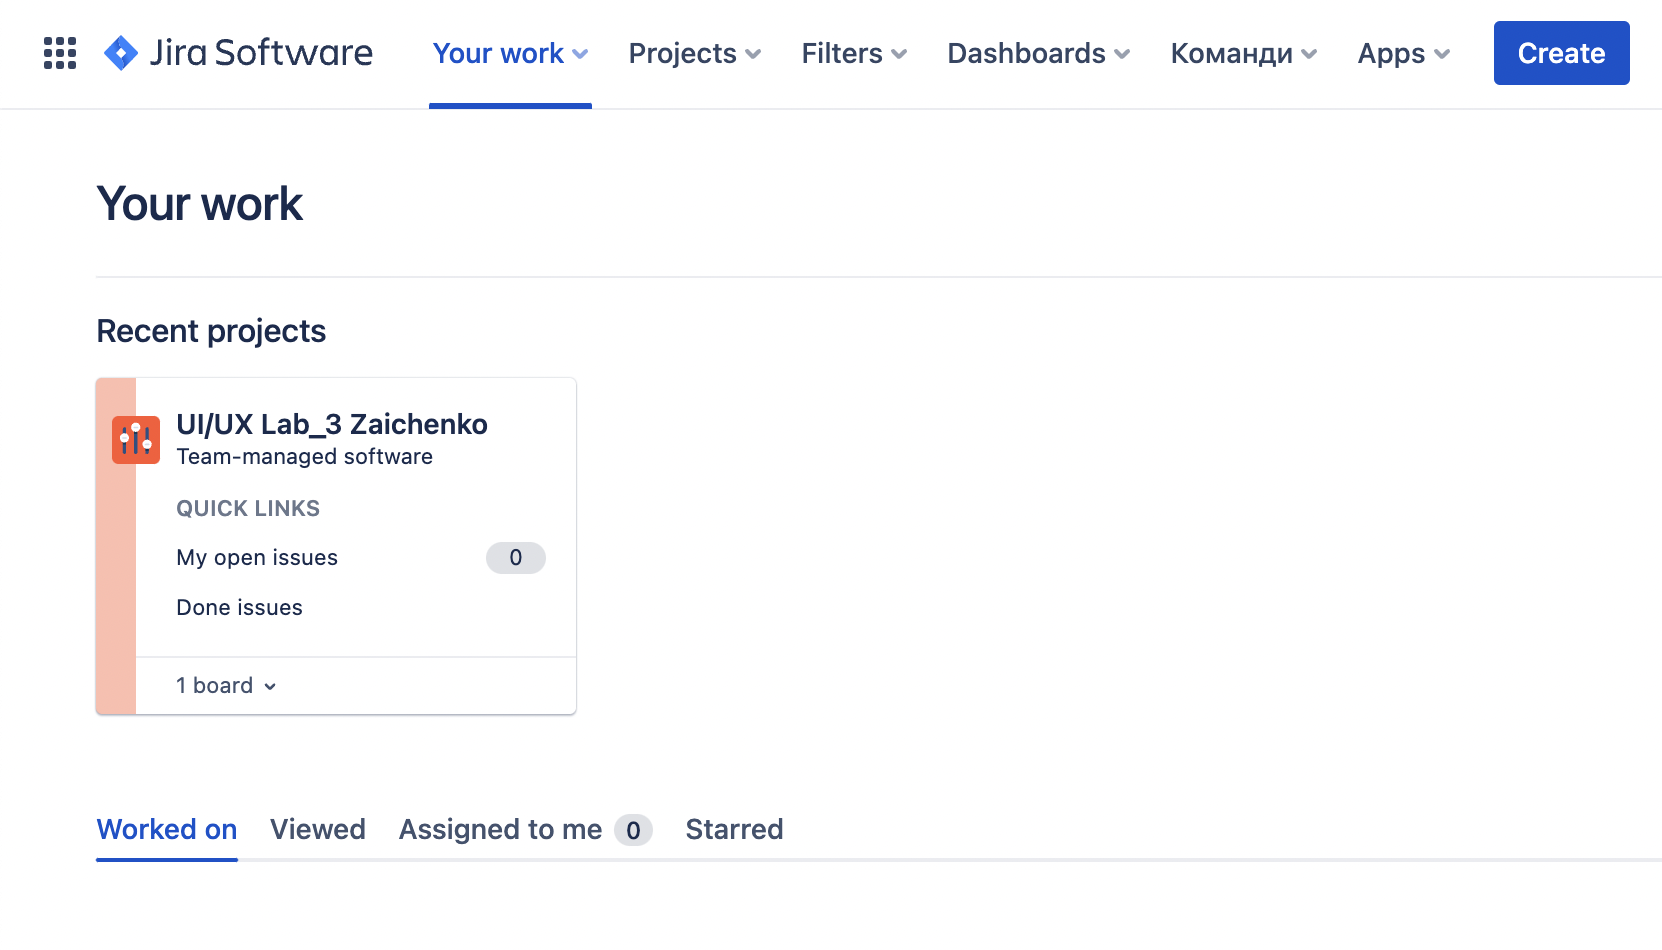 Jira Software Your work Projects Filters Dashboards Команди Apps Create
Your work
Recent projects
UI/UX Lab_3 Zaichenko
Team-managed software
QUICK LINKS
My open issues 0
Done issues
1 board
Worked on Viewed Assigned to me 0 Starred